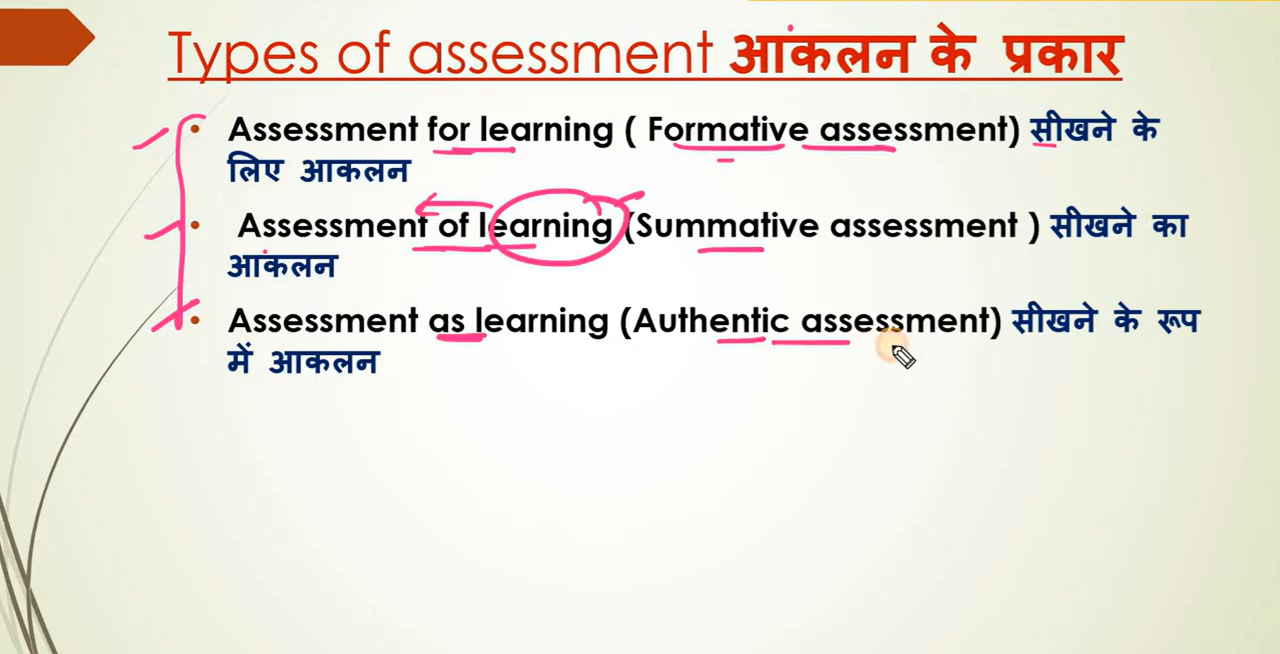 Types of assessment आकलन के प्रकार
• Assessment for learning ( Formative assessment) सीखने के
लिए आकलन
• Assessment of learning (Summative assessment ) सीखने का
आकलन
• Assessment as learning (Authentic assessment) सीखने के रूप
में आकलन